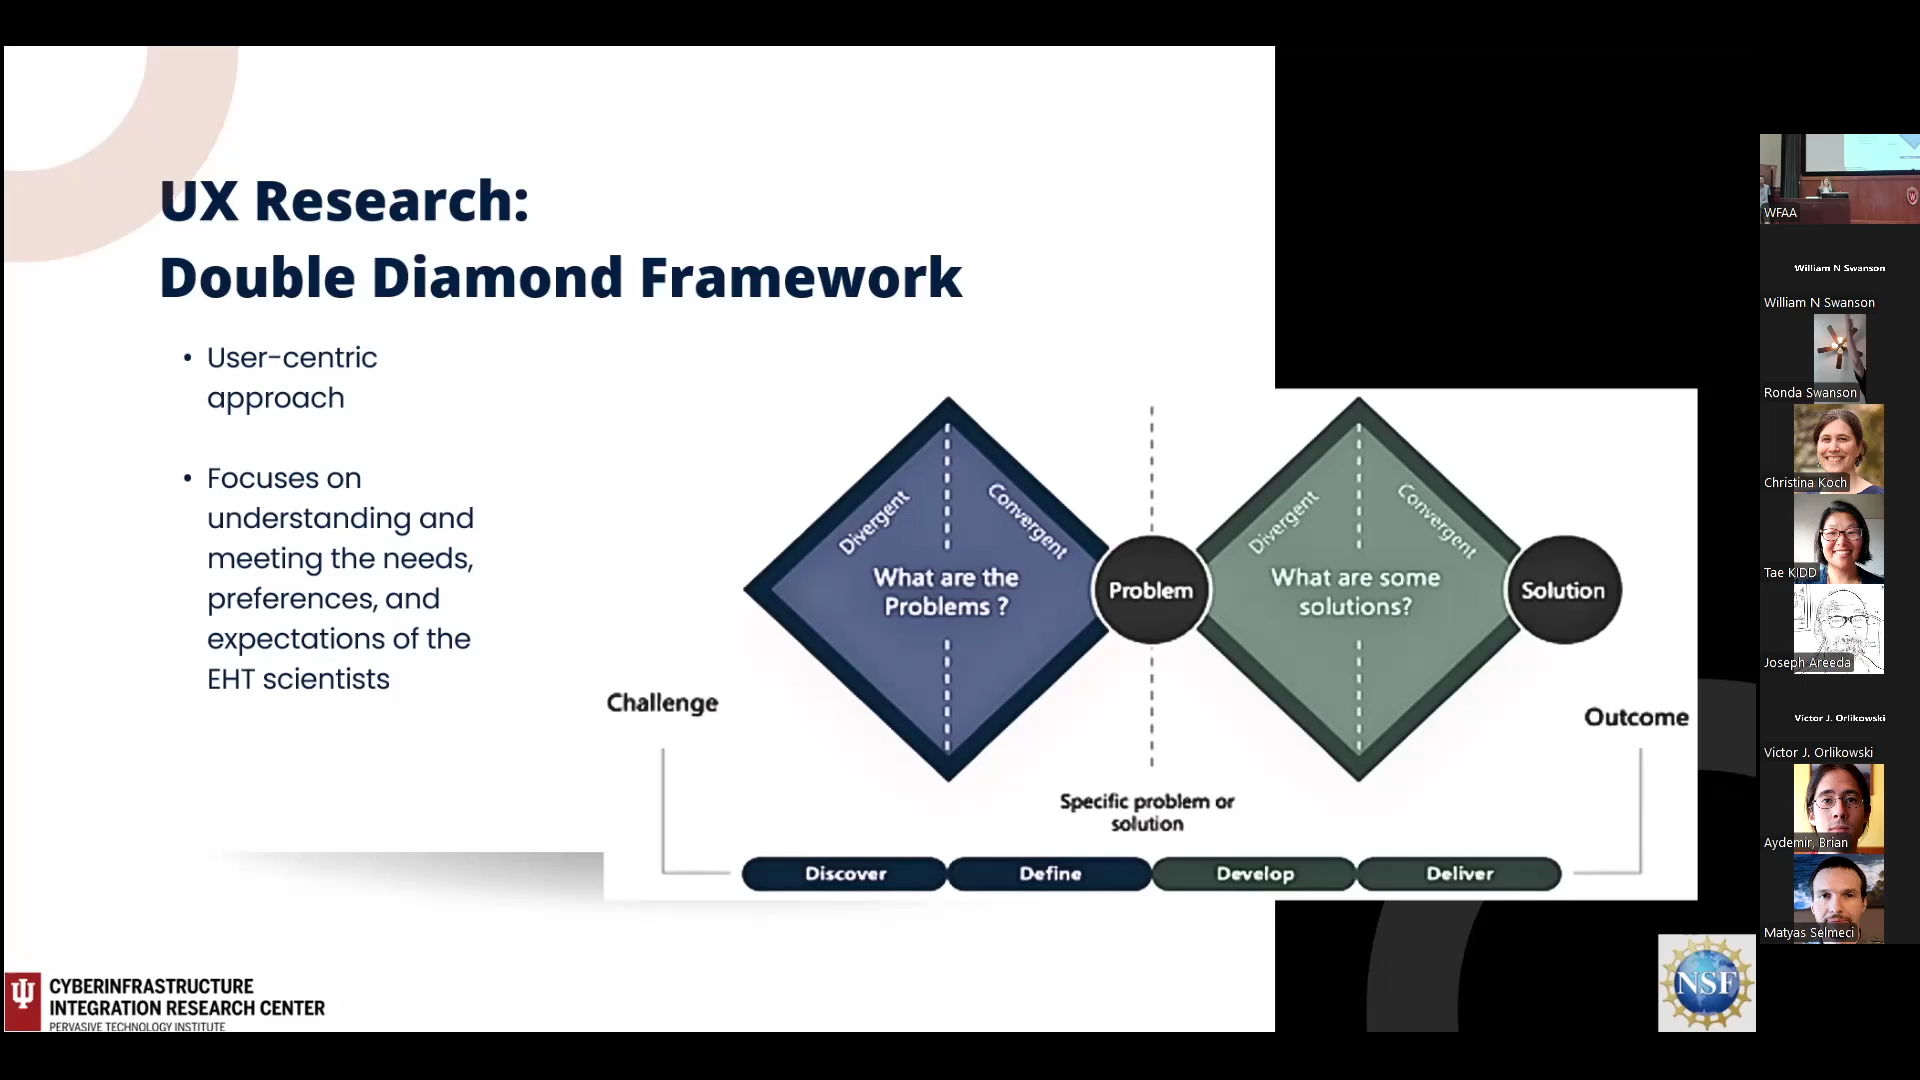 UX Research:
Double Diamond Framework
• User-centric
approach
• Focuses on
understanding and
meeting the needs,
preferences, and
expectations of the
EHT scientists
Divergent
Convergent
What are the
Problems ?
Problem
Divergent
Convergent
What are some
solutions?
Solution
Challenge
Outcome
Specific problem or
solution
Discover
Define
Develop
Deliver
CYBERINFRASTRUCTURE
INTEGRATION RESEARCH CENTER
PERVASIVE TECHNOLOGY INSTITUTE
NSF
WFAA
William N Swanson
William N Swanson
Ronda Swanson
Christina Koch
Tae KIDD
Joseph Areeda
Victor J. Orlikowski
Victor J. Orlikowski
Aydemir, Brian
Matyas Selmeci